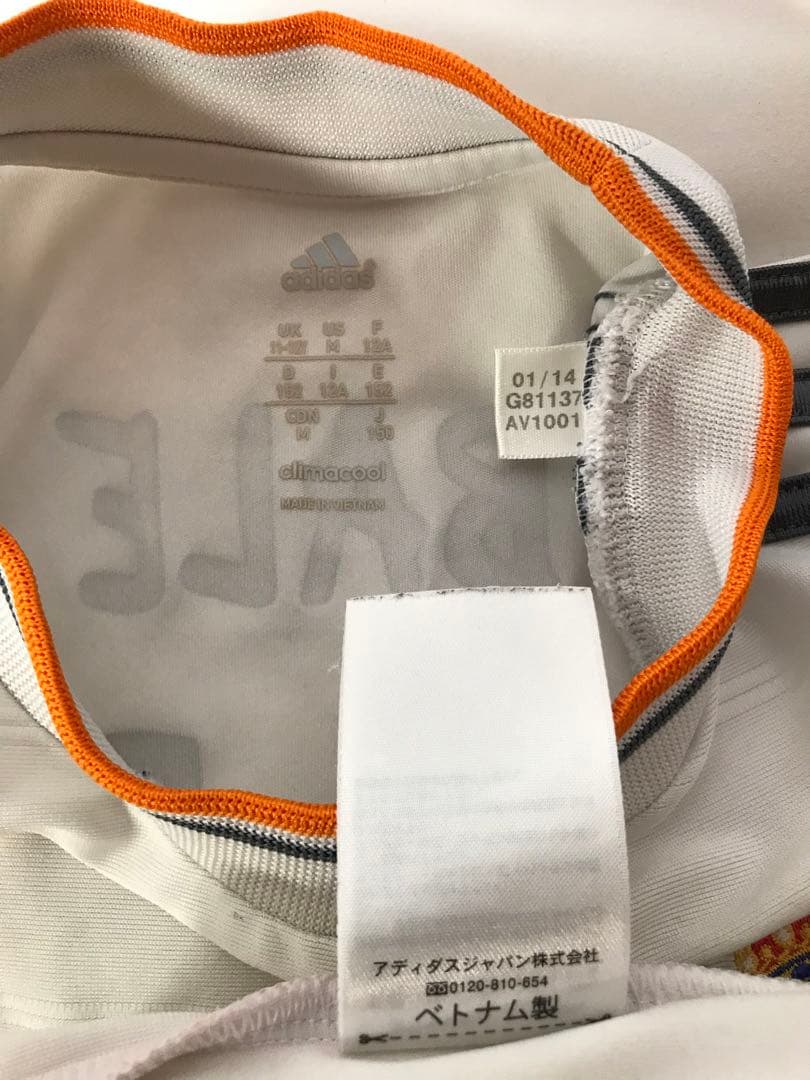 adidas
UK US F
11-12Y M 12A
D I E
152 12A 152
CDN J
M 150
climacool
MADE IN VIETNAM
01/14
G81137
AV1001
BALE
アディダスジャパン株式会社
0120-810-654
ベトナム製